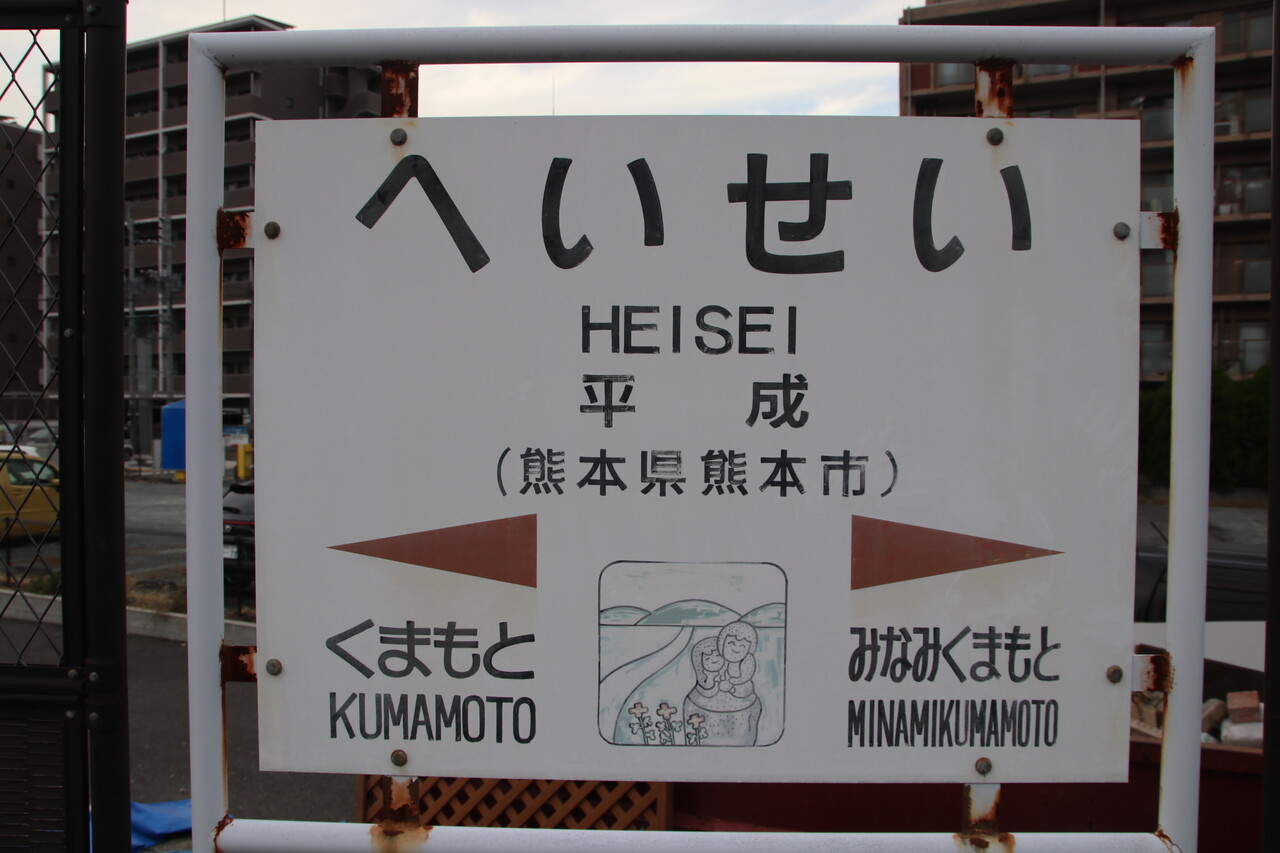 へいせい
HEISEI
平成
(熊本県熊本市)
くまもと
KUMAMOTO
みなみくまもと
MINAMIKUMAMOTO